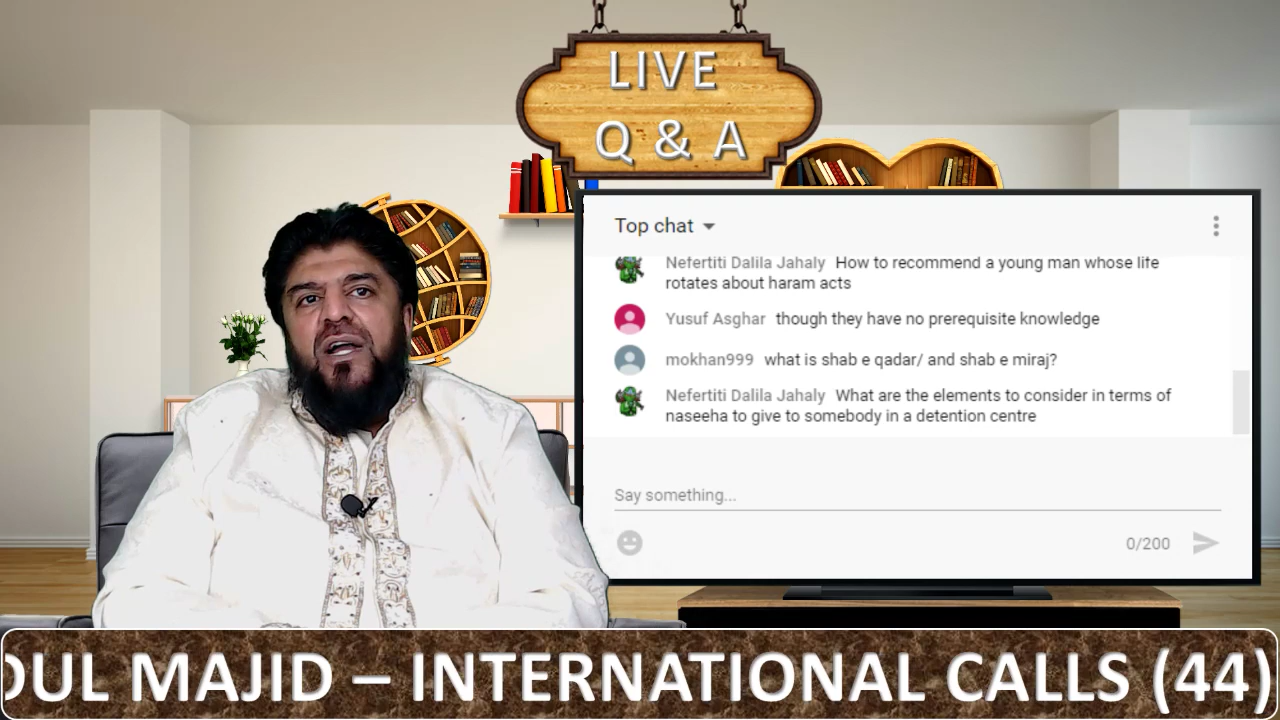 LIVE
Q & A
Top chat
Nefertiti Dalila Jahaly How to recommend a young man whose life
rotates about haram acts
Yusuf Asghar though they have no prerequisite knowledge
mokhan999 what is shab e qadar/ and shab e miraj?
Nefertiti Dalila Jahaly What are the elements to consider in terms of
naseeha to give to somebody in a detention centre
Say something...
0/200
MAJID – INTERNATIONAL CALLS (44)